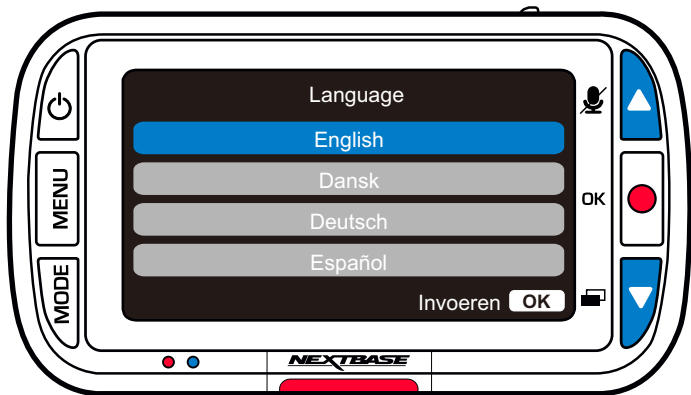 Language
English
Dansk
MENU
OK
Deutsch
Español
MODE
Invoeren OK
NEXTBASE